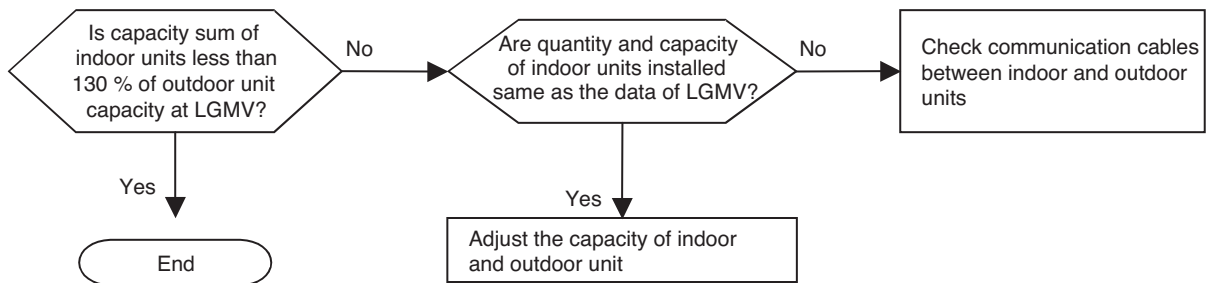 Is capacity sum of
indoor units less than
130 % of outdoor unit
capacity at LGMV?
No
Are quantity and capacity
of indoor units installed
same as the data of LGMV?
No
Check communication cables
between indoor and outdoor
units
Yes
End
Yes
Adjust the capacity of indoor
and outdoor unit